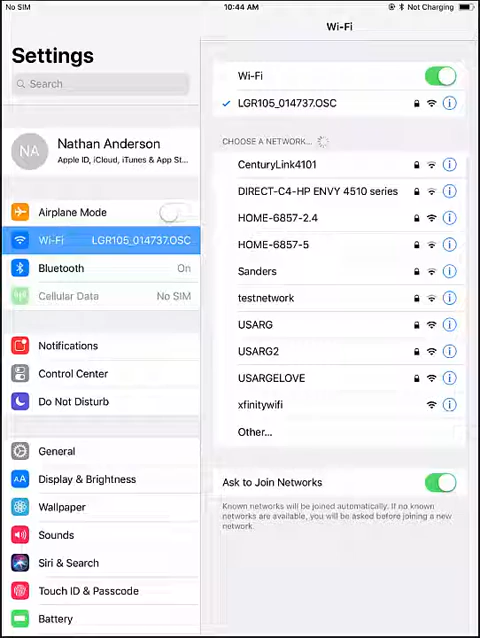 No SIM
10:44 AM
Not Charging
Settings
Search
NA
Nathan Anderson
Apple ID, iCloud, iTunes & App St...
Airplane Mode
Wi-Fi LGR105_014737.OSC
Bluetooth On
Cellular Data No SIM
Notifications
Control Center
Do Not Disturb
General
AA Display & Brightness
Wallpaper
Sounds
Siri & Search
Touch ID & Passcode
Battery
Wi-Fi
Wi-Fi
LGR105_014737.OSC
CHOOSE A NETWORK...
CenturyLink4101
DIRECT-C4-HP ENVY 4510 series
HOME-6857-2.4
HOME-6857-5
Sanders
testnetwork
USARG
USARG2
USARGELOVE
xfinitywifi
Other...
Ask to Join Networks
Known networks will be joined automatically. If no known
networks are available, you will be asked before joining a new
network.